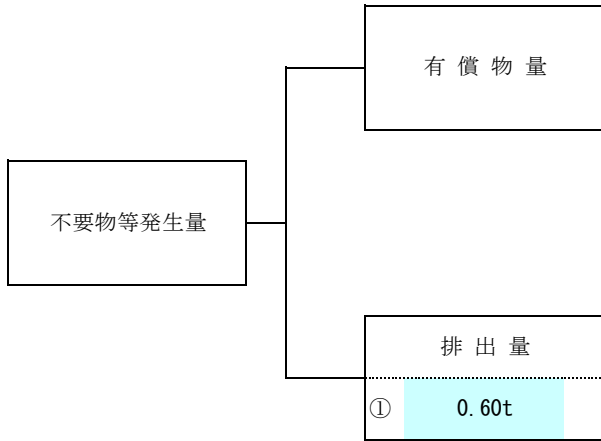 有 償 物 量
不要物等発生量
排 出 量
① 0.60t